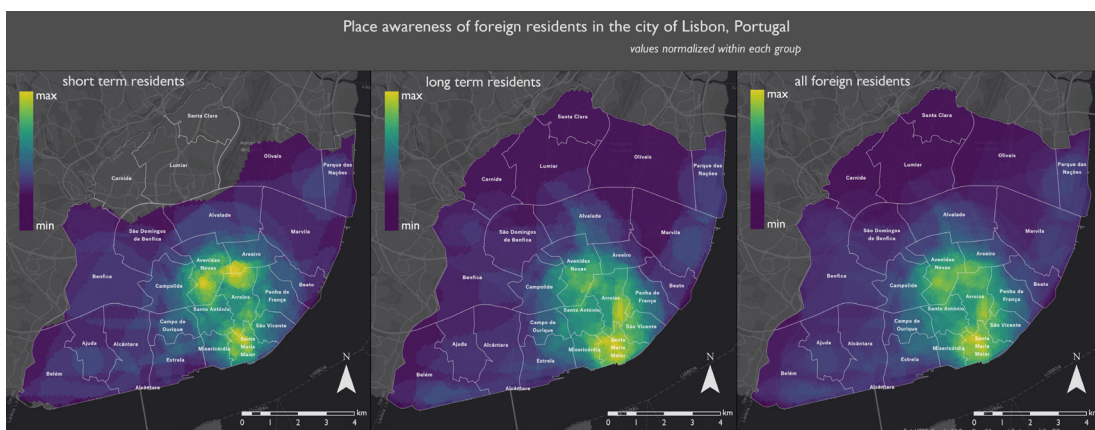 Place awareness of foreign residents in the city of Lisbon, Portugal
values normalized within each group
short term residents
max
min
Santa Clara
Lumiar
Carnide
Olivais
Parque das
Nações
Alvalade
São Domingos
de Benfica
Marvila
Benfica
Avenidas
Novas
Areeiro
Campolide
Beato
Arroios
Penha de
França
Santo António
Campo de
Ourique
São Vicente
Ajuda
Alcântara
Misericórdia
Santa
Maria
Maior
Estrela
Belém
Alcântara
N
km
0 1 2 3 4
long term residents
max
min
Santa Clara
Lumiar
Carnide
Olivais
Parque das
Nações
Alvalade
São Domingos
de Benfica
Marvila
Benfica
Avenidas
Novas
Areeiro
Campolide
Beato
Arroios
Penha de
França
Santo António
Campo de
Ourique
São Vicente
Ajuda
Alcântara
Misericórdia
Santa
Maria
Maior
Estrela
Belém
Alcântara
LISBOA
N
km
0 1 2 3 4
all foreign residents
max
min
Santa Clara
Lumiar
Carnide
Olivais
Parque das
Nações
Alvalade
São Domingos
de Benfica
Marvila
Benfica
Avenidas
Novas
Areeiro
Campolide
Beato
Arroios
Penha de
França
Santo António
Campo de
Ourique
São Vicente
Ajuda
Alcântara
Misericórdia
Santa
Maria
Maior
Estrela
Belém
Alcântara
LISBOA
N
km
0 1 2 3 4